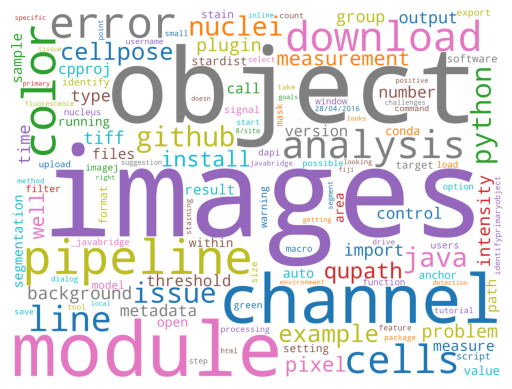 specific
inline
count
point
small
export
stain
username
error
nuclei
group
output
download
sample
cellpose
plugin
measurement
software
color
cpproj
identify
stardist
select
positive
primary
fluorescence
type
object
call
doesn
take
goals
number
challenges
command
python
nucleus
signal
window
mask
looks
time
running
github
start
28/04/2016
version
conda
tiff
8/site
analysis
upload
imagej
dapi
javabridge
files
install
possible
looking
target
load
suggestion
fiji
method
right
images
segmentation
filter
format
well
result
warning
segment
area
control
option
intensity
identifyprimaryobject
staining
getting
_javabridge
within
macro
drive
import
java
users
pipeline
threshold
size
qupath
path
dialog
model
auto
anchor
background
issue
environment
function
detection
save
tool
local
metadata
green
channel
tutorial
line
open
processing
example
feature
problem
package
measure
script
module
step
html
setting
pixel
cells
value